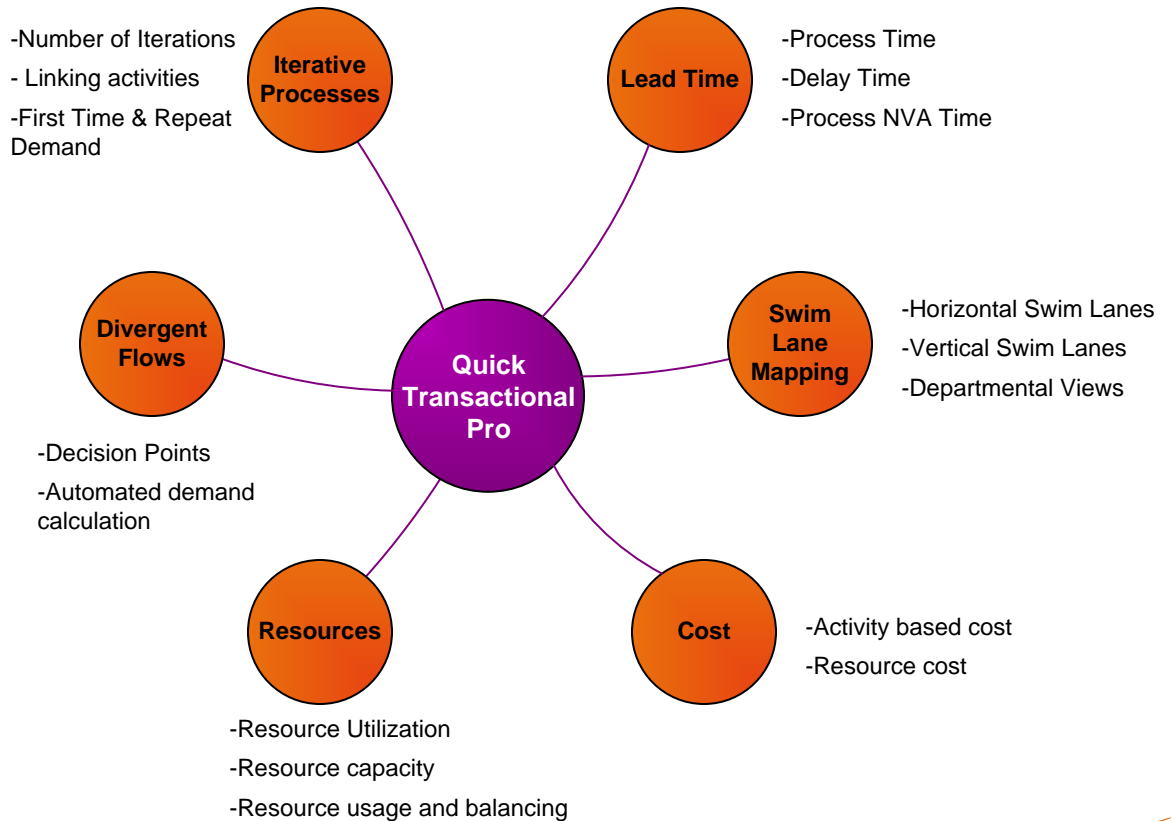 -Number of Iterations
- Linking activities
-First Time & Repeat
Demand
Iterative
Processes
Lead Time
-Process Time
-Delay Time
-Process NVA Time
Divergent
Flows
-Decision Points
-Automated demand
calculation
Quick
Transactional
Pro
Swim
Lane
Mapping
-Horizontal Swim Lanes
-Vertical Swim Lanes
-Departmental Views
Resources
-Resource Utilization
-Resource capacity
-Resource usage and balancing
Cost
-Activity based cost
-Resource cost